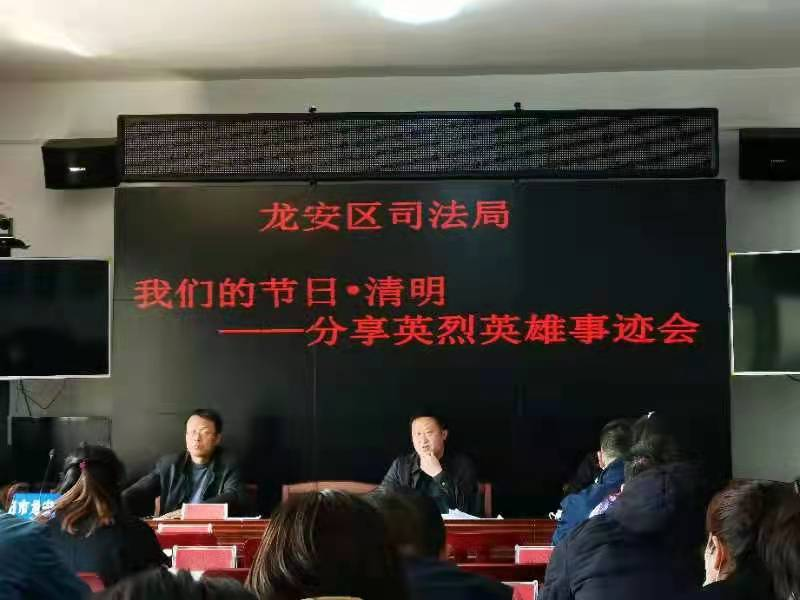 龙安区司法局
我们的节日·清明
——分享英烈英雄事迹会